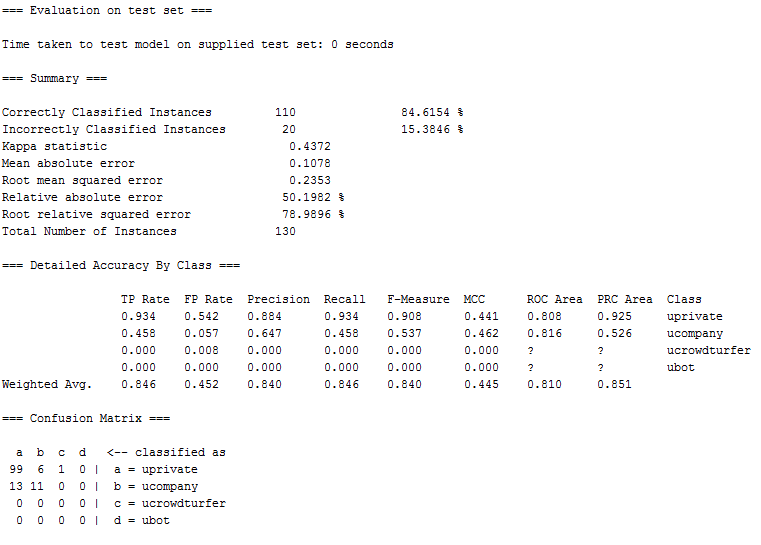 === Evaluation on test set ===
Time taken to test model on supplied test set: 0 seconds
=== Summary ===
Correctly Classified Instances 110 84.6154 %
Incorrectly Classified Instances 20 15.3846 %
Kappa statistic 0.4372
Mean absolute error 0.1078
Root mean squared error 0.2353
Relative absolute error 50.1982 %
Root relative squared error 78.9896 %
Total Number of Instances 130
=== Detailed Accuracy By Class ===
TP Rate FP Rate Precision Recall F-Measure MCC ROC Area PRC Area Class
0.934 0.542 0.884 0.934 0.908 0.441 0.808 0.925 uprivate
0.458 0.057 0.647 0.458 0.537 0.462 0.816 0.526 ucompany
0.000 0.008 0.000 0.000 0.000 0.000 ? ? ucrowdturfer
0.000 0.000 0.000 0.000 0.000 0.000 ? ? ubot
Weighted Avg. 0.846 0.452 0.840 0.846 0.840 0.445 0.810 0.851
=== Confusion Matrix ===
a b c d <-- classified as
99 6 1 0 | a = uprivate
13 11 0 0 | b = ucompany
0 0 0 0 | c = ucrowdturfer
0 0 0 0 | d = ubot